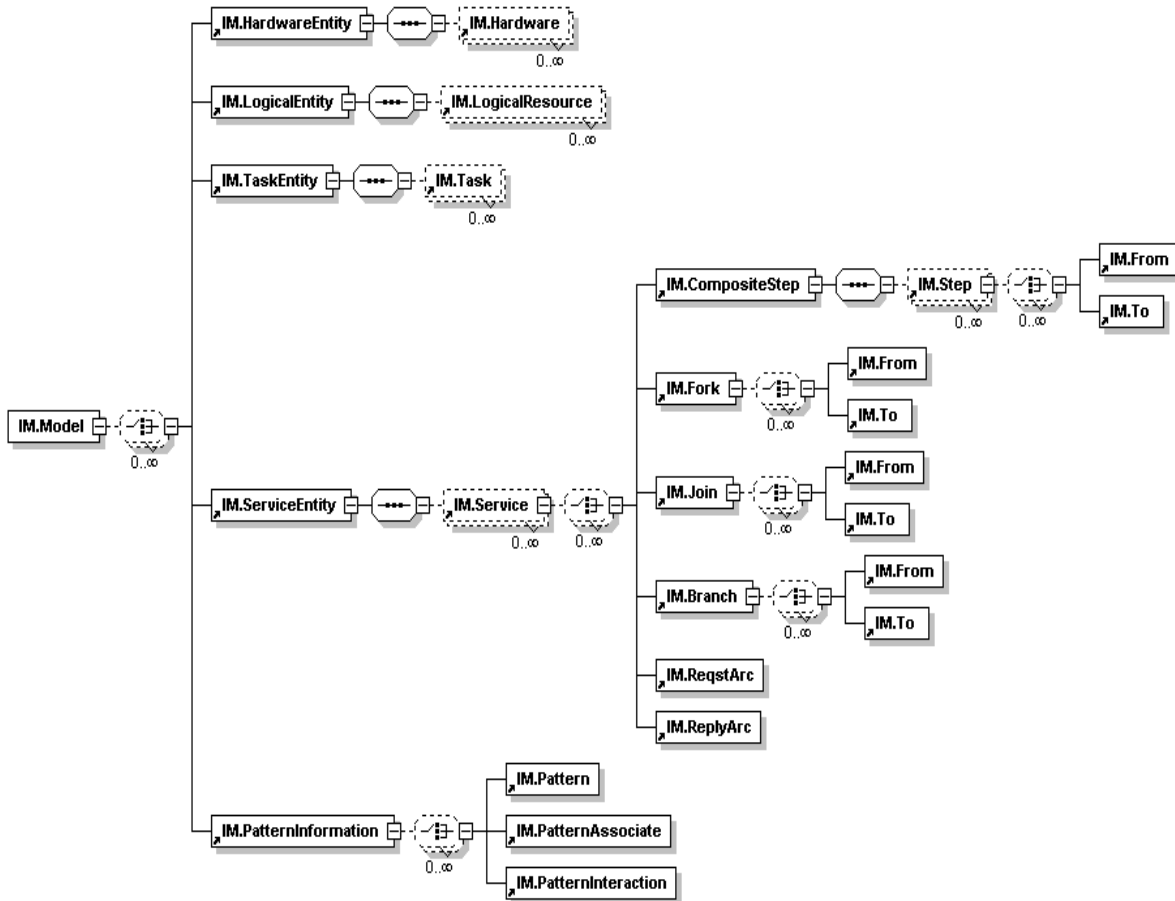 IM.HardwareEntity
IM.Hardware
0..∞
IM.LogicalEntity
IM.LogicalResource
0..∞
IM.TaskEntity
IM.Task
0..∞
IM.CompositeStep
IM.Step
0..∞
0..∞
IM.From
IM.To
IM.Fork
0..∞
IM.From
IM.To
IM.Model
0..∞
IM.ServiceEntity
IM.Service
0..∞
0..∞
IM.Join
0..∞
IM.From
IM.To
IM.Branch
0..∞
IM.From
IM.To
IM.ReqstArc
IM.ReplyArc
IM.PatternInformation
0..∞
IM.Pattern
IM.PatternAssociate
IM.PatternInteraction